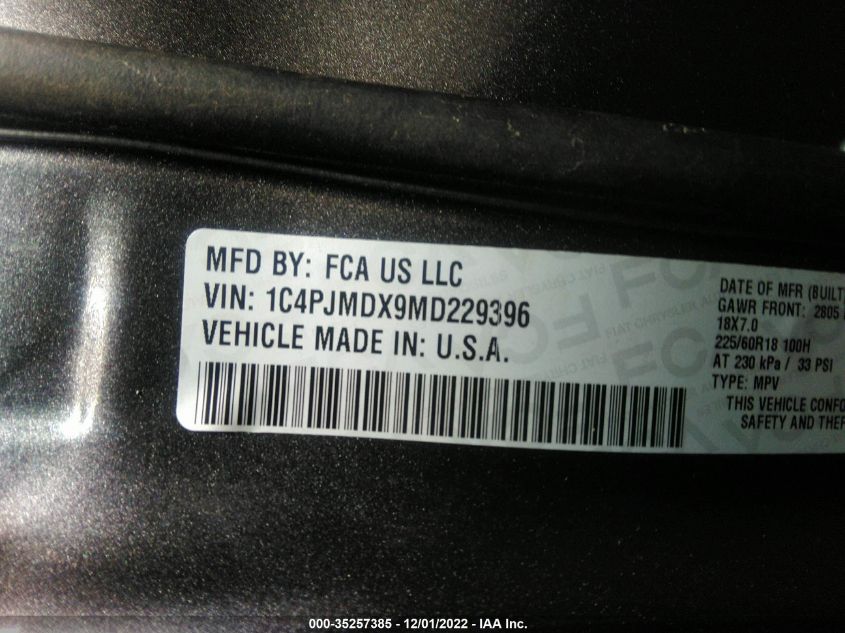 MFD BY: FCA US LLC
VIN: 1C4PJMDX9MD229396
VEHICLE MADE IN: U.S.A.
DATE OF MFR (BUILT
GAWR FRONT: 2805
18X7.0
225/60R18 100H
AT 230 kPa / 33 PSI
TYPE: MPV
THIS VEHICLE CONFO
SAFETY AND THEF
000-35257385 - 12/01/2022 - IAA Inc.